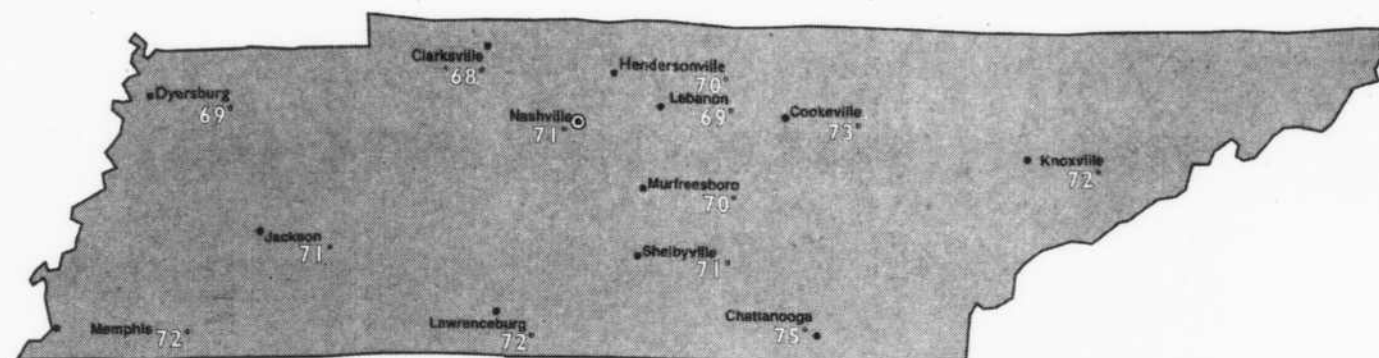 Clarksville
68°
Hendersonville
70°
Dyersburg
69°
Lebanon
69°
Nashville
71°
Cookeville
73°
Knoxville
72°
Murfreesboro
70°
Jackson
71°
Shelbyville
71°
Memphis
72°
Lawrenceburg
72°
Chattanooga
75°